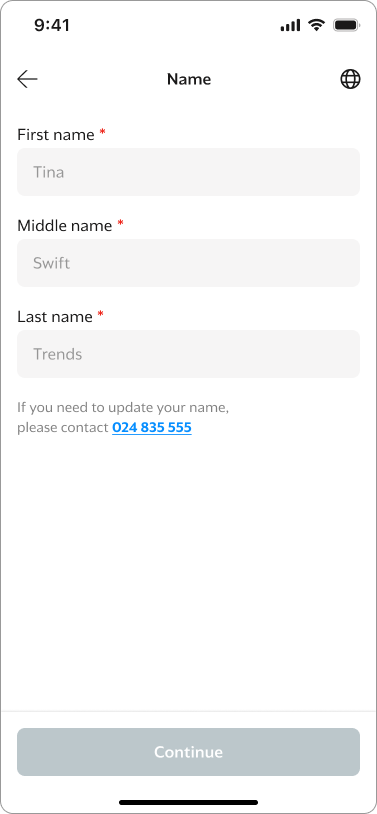 9:41
Name
First name *
Tina
Middle name *
Swift
Last name *
Trends
If you need to update your name,
please contact 024 835 555
Continue